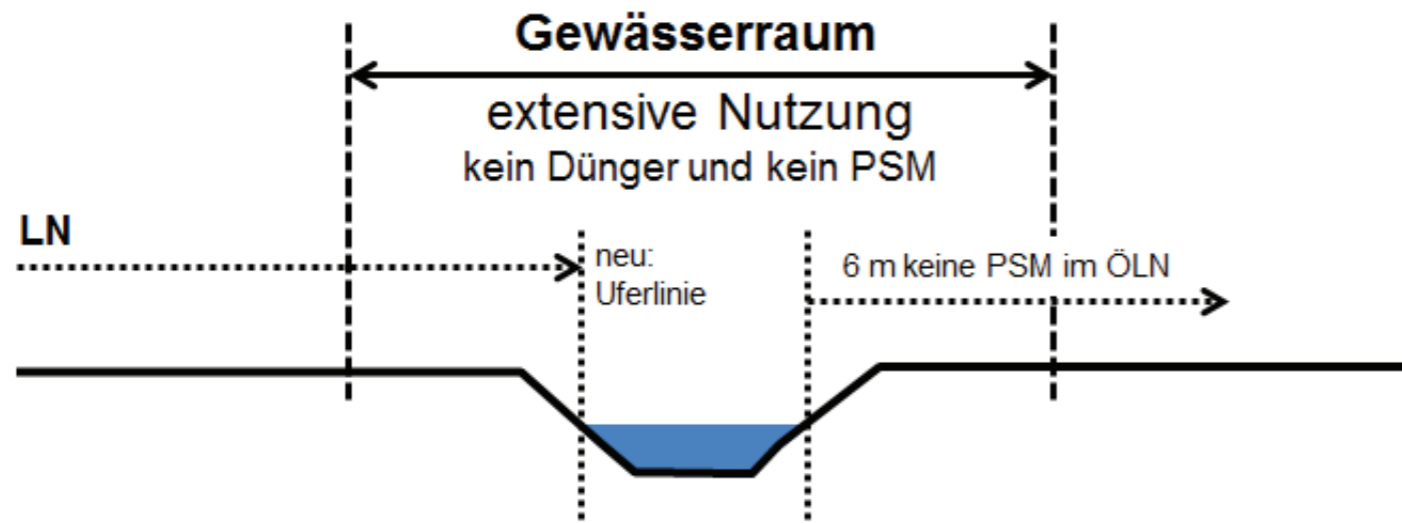 Gewässerraum
extensive Nutzung
kein Dünger und kein PSM
LN
neu:
Uferlinie
6 m keine PSM im ÖLN